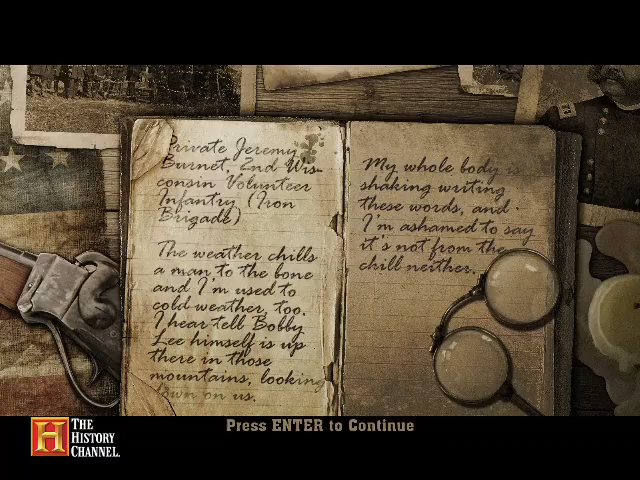 Private Jeremy
Burnet, 2nd Wis-
consin Volunteer
Infantry (Iron
Brigade)
The weather chills
a man to the bone
and I'm used to
cold weather, too.
I hear tell Bobby
Lee himself is up
there in those
mountains, looking
down on us.
My whole body is
shaking writing
these words, and
I'm ashamed to say
it's not from the
chill neither.
Press ENTER to Continue
H
THE
HISTORY
CHANNEL.